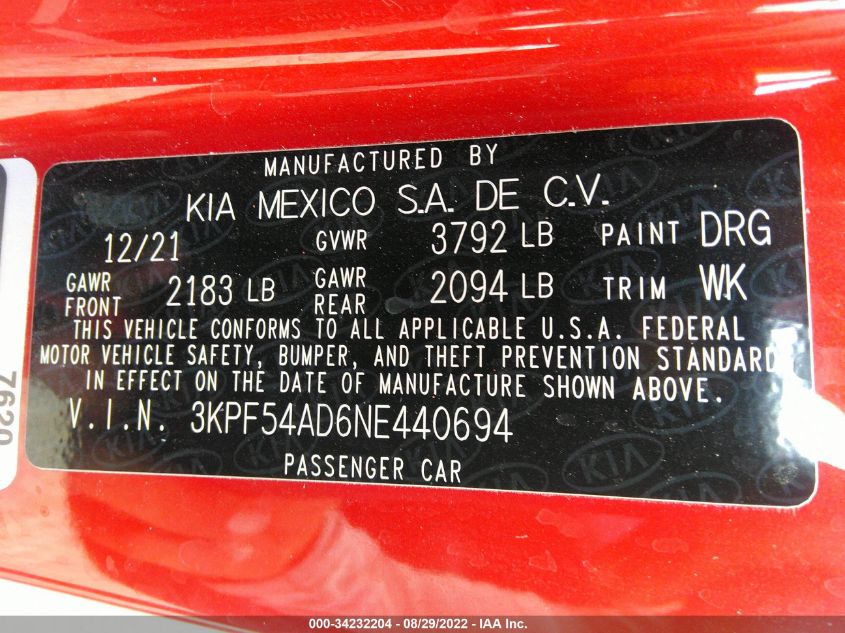 MANUFACTURED BY
KIA MEXICO S.A. DE C.V.
12/21 GVWR 3792 LB PAINT DRG
GAWR FRONT 2183 LB GAWR REAR 2094 LB TRIM WK
THIS VEHICLE CONFORMS TO ALL APPLICABLE U.S.A. FEDERAL
MOTOR VEHICLE SAFETY, BUMPER, AND THEFT PREVENTION STANDARDS
IN EFFECT ON THE DATE OF MANUFACTURE SHOWN ABOVE.
V.I.N. 3KPF54AD6NE440694
PASSENGER CAR
000-34232204 - 08/29/2022 - IAA Inc.